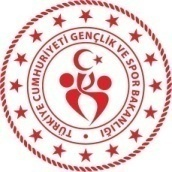 TÜRKİYE CUMHURİYETİ GENÇLİK VE SPOR BAKANLIĞI